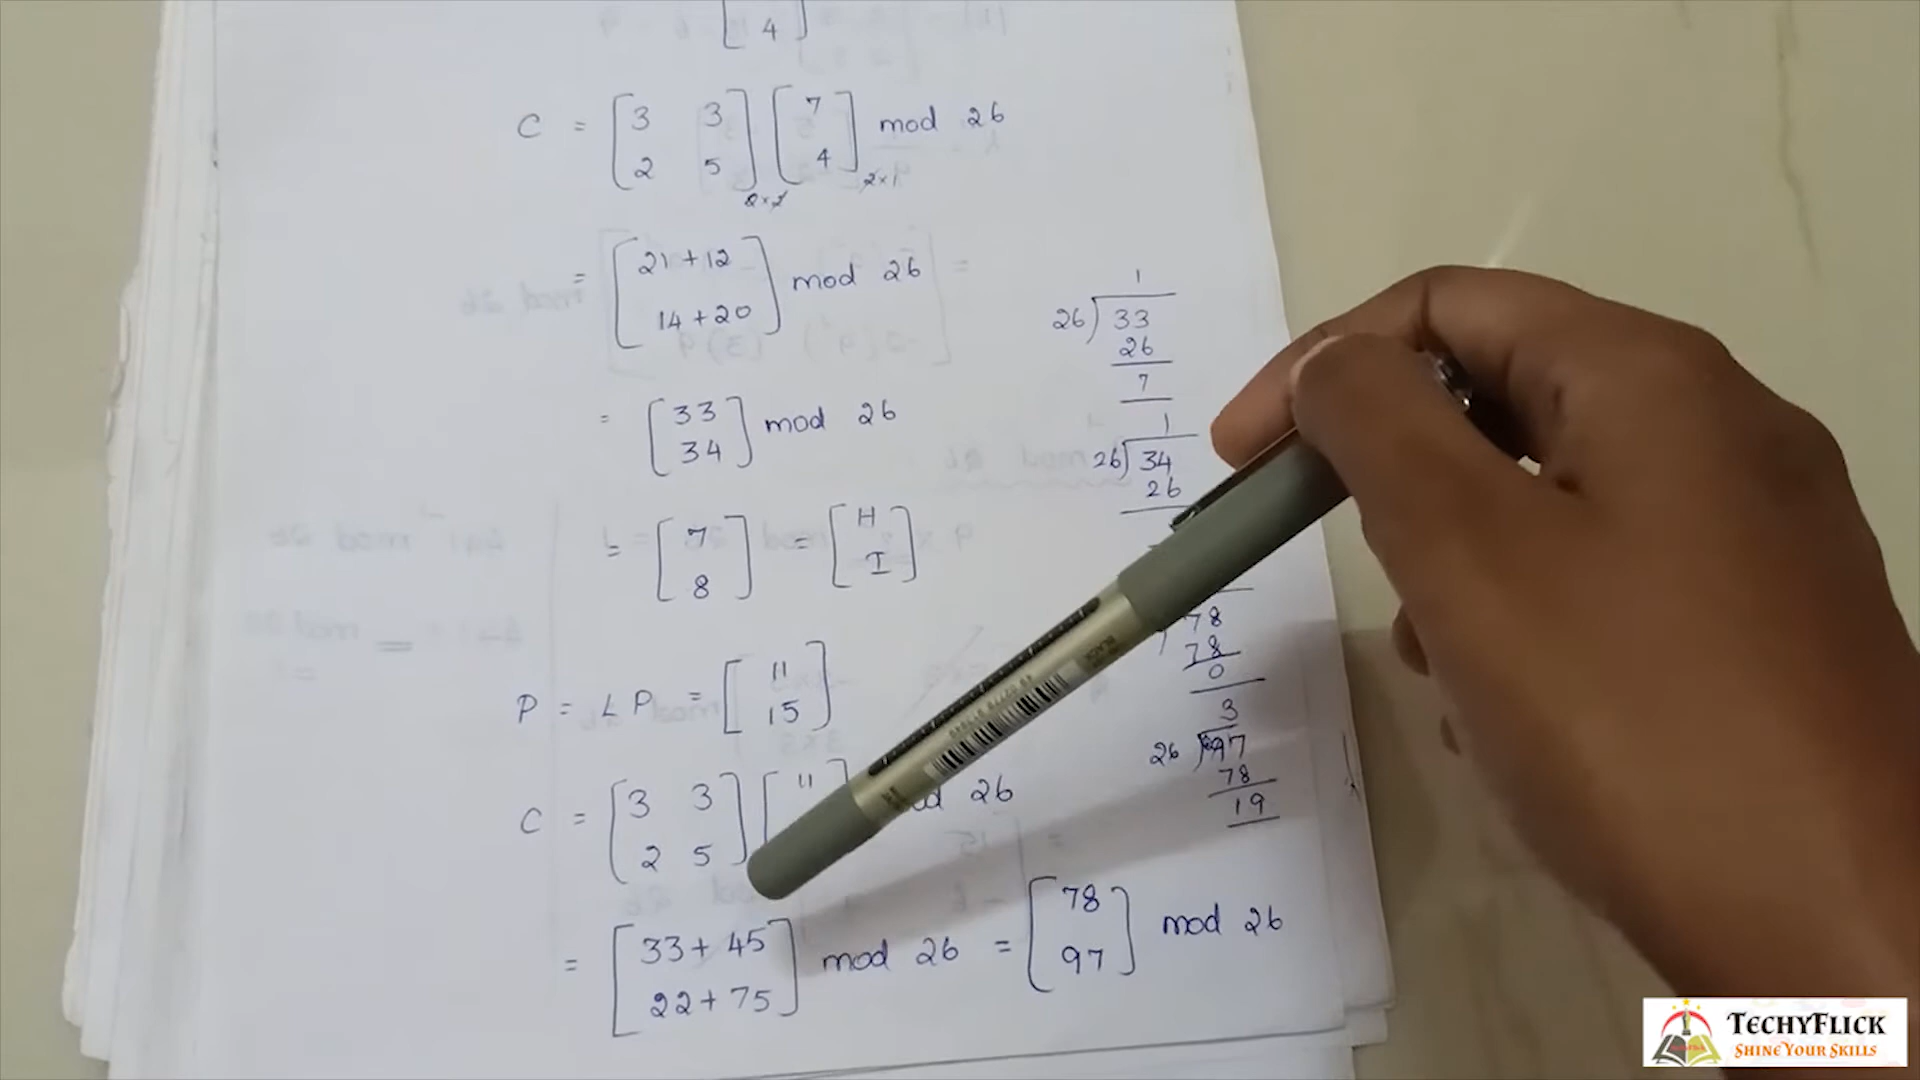 4
C = [3 3 2 5] 2×2 [7 4] 2×1 mod 26
= [21+12 14+20] mod 26
= [33 34] mod 26
= [7 8] = [H I]
P = LP = [11 15]
C = [3 3 2 5] [11 mod 26
= [33+45 22+75] mod 26 = [78 97] mod 26
1
26) 33
26
7
1
26) 34
26
78
78
0
3
26 )97
78
19
TECHYFLICK
SHINE YOUR SKILLS